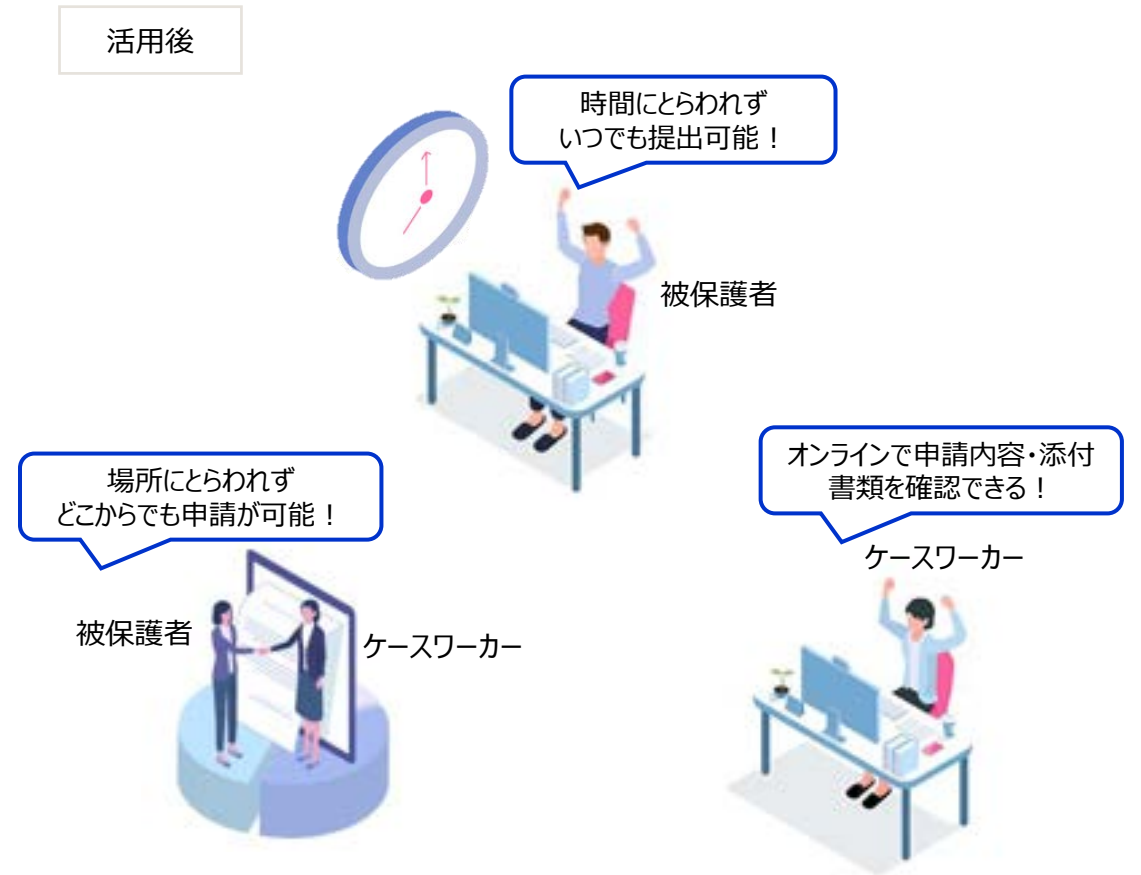 活用後
時間にとらわれず
いつでも提出可能！
被保護者
場所にとらわれず
どこからでも申請が可能！
被保護者
ケースワーカー
オンラインで申請内容・添付
書類を確認できる！
ケースワーカー